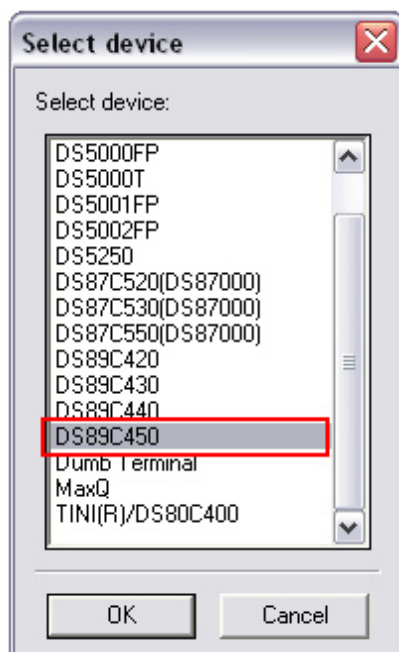 Select device
Select device:
DS5000FP
DS5000T
DS5001FP
DS5002FP
DS5250
DS87C520(DS87000)
DS87C530(DS87000)
DS87C550(DS87000)
DS89C420
DS89C430
DS89C440
DS89C450
Dumb Terminal
MaxQ
TINI(R)/DS80C400
OK
Cancel